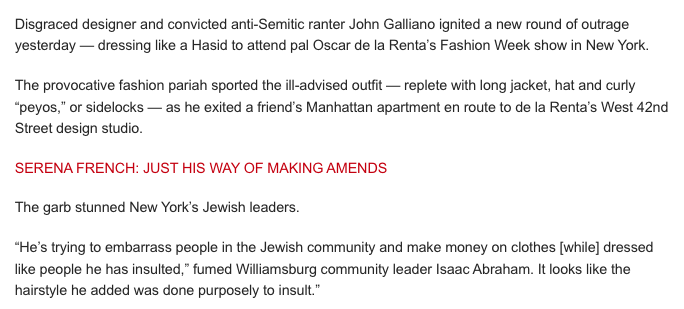 Disgraced designer and convicted anti-Semitic ranter John Galliano ignited a new round of outrage
yesterday — dressing like a Hasid to attend pal Oscar de la Renta’s Fashion Week show in New York.
The provocative fashion pariah sported the ill-advised outfit — replete with long jacket, hat and curly
“peyos,” or sidelocks — as he exited a friend’s Manhattan apartment en route to de la Renta’s West 42nd
Street design studio.
SERENA FRENCH: JUST HIS WAY OF MAKING AMENDS
The garb stunned New York’s Jewish leaders.
“He’s trying to embarrass people in the Jewish community and make money on clothes [while] dressed
like people he has insulted,” fumed Williamsburg community leader Isaac Abraham. It looks like the
hairstyle he added was done purposely to insult.”